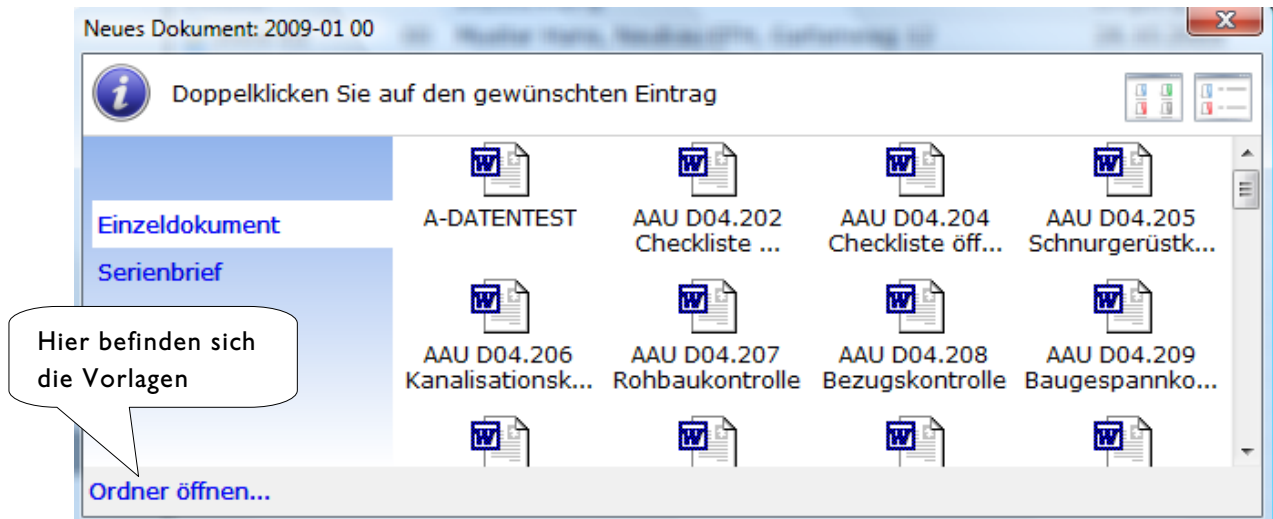 Neues Dokument: 2009-01 00
Doppelklicken Sie auf den gewünschten Eintrag
Einzeldokument
Serienbrief
A-DATENTEST
AAU D04.202
Checkliste ...
AAU D04.204
Checkliste öff...
AAU D04.205
Schnurgerüstk...
AAU D04.206
Kanalisationsk...
AAU D04.207
Rohbaukontrolle
AAU D04.208
Bezugskontrolle
AAU D04.209
Baugespannko...
Hier befinden sich
die Vorlagen
Ordner öffnen...